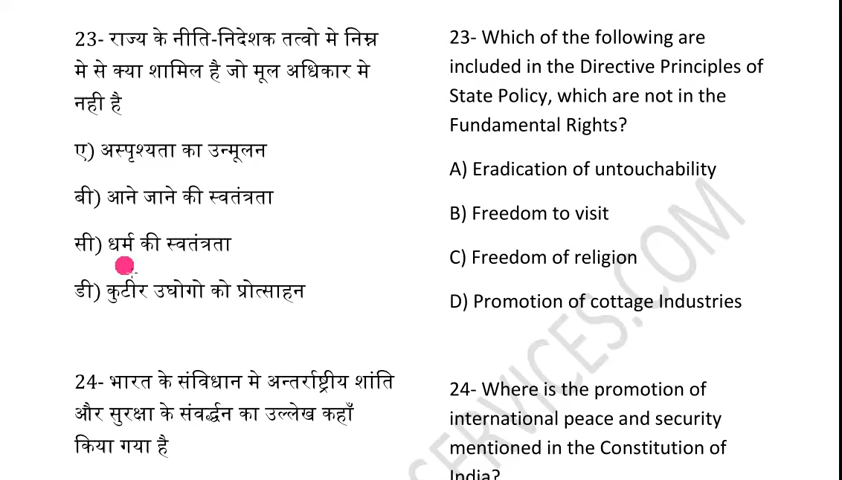 23- राज्य के नीति-निदेशक तत्वो मे निम्न
मे से क्या शामिल है जो मूल अधिकार मे
नही है
ए) अस्पृश्यता का उन्मूलन
बी) आने जाने की स्वतंत्रता
सी) धर्म की स्वतंत्रता
डी) कुटीर उघोगो को प्रोत्साहन
24- भारत के संविधान मे अन्तर्राष्ट्रीय शांति
और सुरक्षा के संवर्द्धन का उल्लेख कहाँ
किया गया है
23- Which of the following are
included in the Directive Principles of
State Policy, which are not in the
Fundamental Rights?
A) Eradication of untouchability
B) Freedom to visit
C) Freedom of religion
D) Promotion of cottage Industries
24- Where is the promotion of
international peace and security
mentioned in the Constitution of
India?
SERVICES.COM